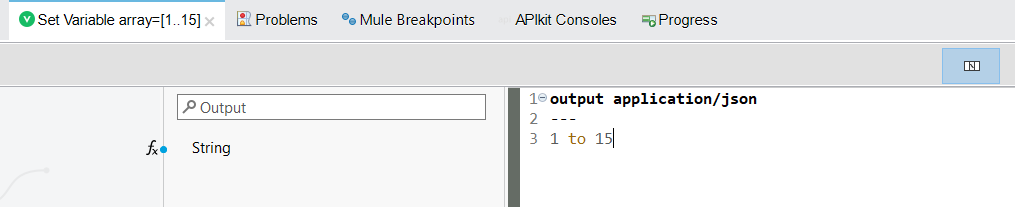 Set Variable array=[1..15] Problems Mule Breakpoints APIkit Consoles Progress
Output
fx String
1 output application/json
2 ---
3 1 to 15